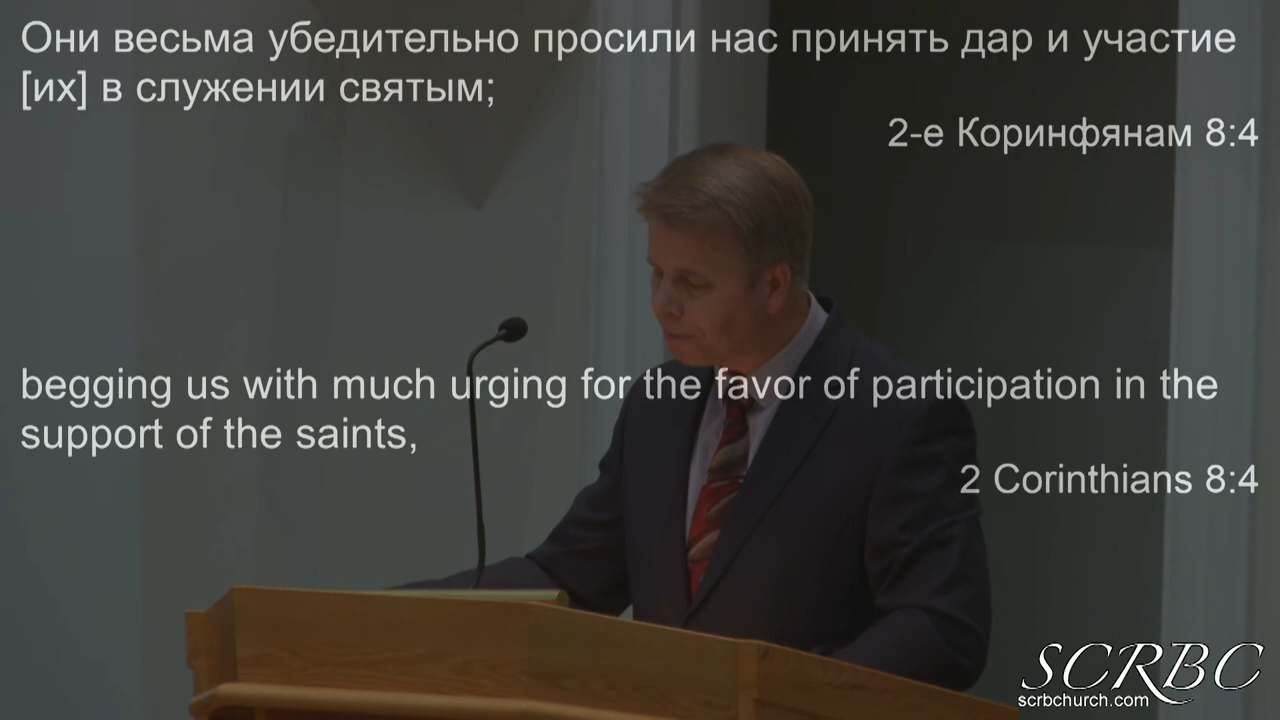 Они весьма убедительно просили нас принять дар и участие
[их] в служении святым;
2-е Коринфянам 8:4
begging us with much urging for the favor of participation in the
support of the saints,
2 Corinthians 8:4
SCRBC
scrbchurch.com